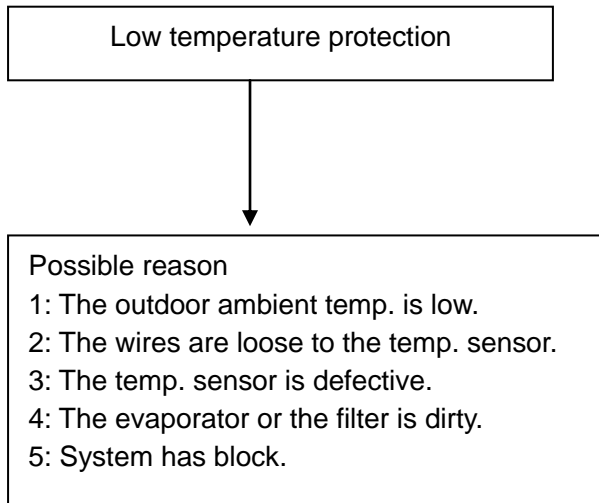 Low temperature protection
Possible reason
1: The outdoor ambient temp. is low.
2: The wires are loose to the temp. sensor.
3: The temp. sensor is defective.
4: The evaporator or the filter is dirty.
5: System has block.